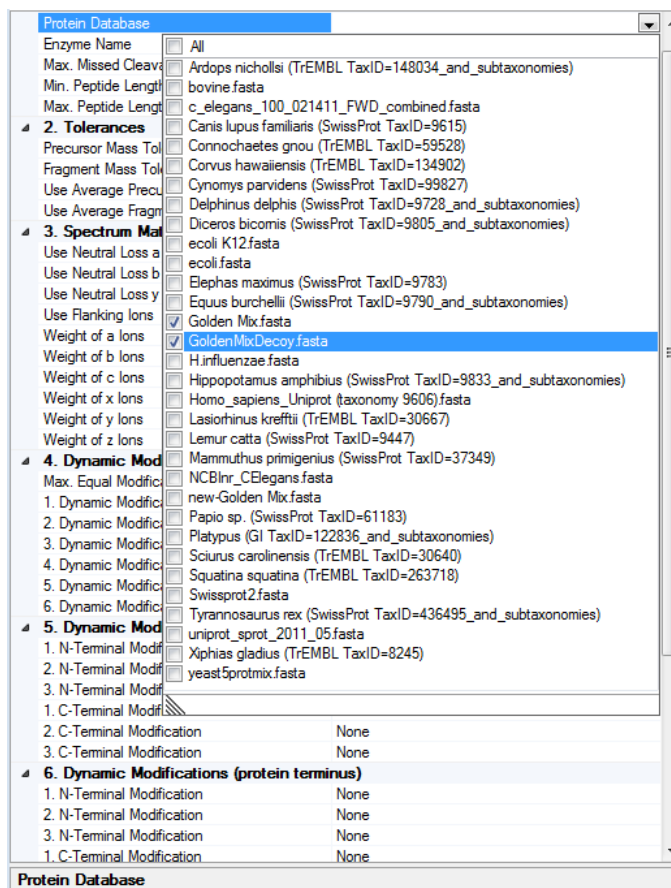 Protein Database
Enzyme Name
All
Max. Missed Cleava
Ardops nichollsi (TrEMBL TaxID=148034_and_subtaxonomies)
Min. Peptide Length
bovine.fasta
Max. Peptide Lengt
c_elegans_100_021411_FWD_combined.fasta
2. Tolerances
Canis lupus familiaris (SwissProt TaxID=9615)
Precursor Mass Tol
Connochaetes gnou (TrEMBL TaxID=59528)
Fragment Mass Tole
Corvus hawaiiensis (TrEMBL TaxID=134902)
Use Average Precu
Cynomys parvidens (SwissProt TaxID=99827)
Use Average Fragm
Delphinus delphis (SwissProt TaxID=9728_and_subtaxonomies)
3. Spectrum Mat
Diceros bicornis (SwissProt TaxID=9805_and_subtaxonomies)
Use Neutral Loss a
ecoli K12.fasta
Use Neutral Loss b
ecoli.fasta
Use Neutral Loss y
Elephas maximus (SwissProt TaxID=9783)
Use Flanking Ions
Equus burchellii (SwissProt TaxID=9790_and_subtaxonomies)
Weight of a Ions
Golden Mix.fasta
Weight of b Ions
GoldenMixDecoy.fasta
Weight of c Ions
H.influenzae.fasta
Weight of x Ions
Hippopotamus amphibius (SwissProt TaxID=9833_and_subtaxonomies)
Weight of y Ions
Homo_sapiens_Uniprot (taxonomy 9606).fasta
Weight of z Ions
Lasiorhinus krefftii (TrEMBL TaxID=30667)
4. Dynamic Mod
Lemur catta (SwissProt TaxID=9447)
Max. Equal Modifica
Mammuthus primigenius (SwissProt TaxID=37349)
1. Dynamic Modifica
NCBInr_CElegans.fasta
2. Dynamic Modifica
new-Golden Mix.fasta
3. Dynamic Modifica
Papio sp. (SwissProt TaxID=61183)
4. Dynamic Modifica
Platypus (GI TaxID=122836_and_subtaxonomies)
5. Dynamic Modifica
Sciurus carolinensis (TrEMBL TaxID=30640)
6. Dynamic Modifica
Squatina squatina (TrEMBL TaxID=263718)
5. Dynamic Mod
Swissprot2.fasta
1. N-Terminal Modif
Tyrannosaurus rex (SwissProt TaxID=436495_and_subtaxonomies)
2. N-Terminal Modif
uniprot_sprot_2011_05.fasta
3. N-Terminal Modif
Xiphias gladius (TrEMBL TaxID=8245)
1. C-Terminal Modif
yeast5protmix.fasta
2. C-Terminal Modification None
3. C-Terminal Modification None
6. Dynamic Modifications (protein terminus)
1. N-Terminal Modification None
2. N-Terminal Modification None
3. N-Terminal Modification None
1. C-Terminal Modification None
Protein Database